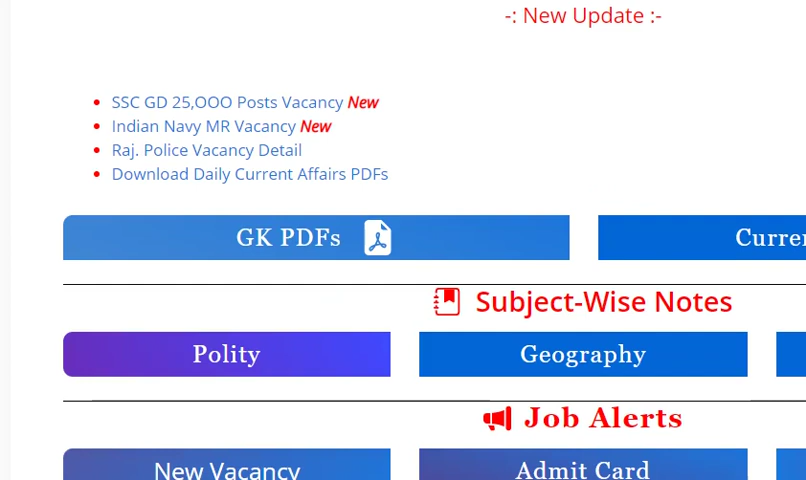 -: New Update :-
SSC GD 25,OOO Posts Vacancy New
Indian Navy MR Vacancy New
Raj. Police Vacancy Detail
Download Daily Current Affairs PDFs
GK PDFs
Subject-Wise Notes
Polity Geography
Job Alerts
New Vacancy Admit Card